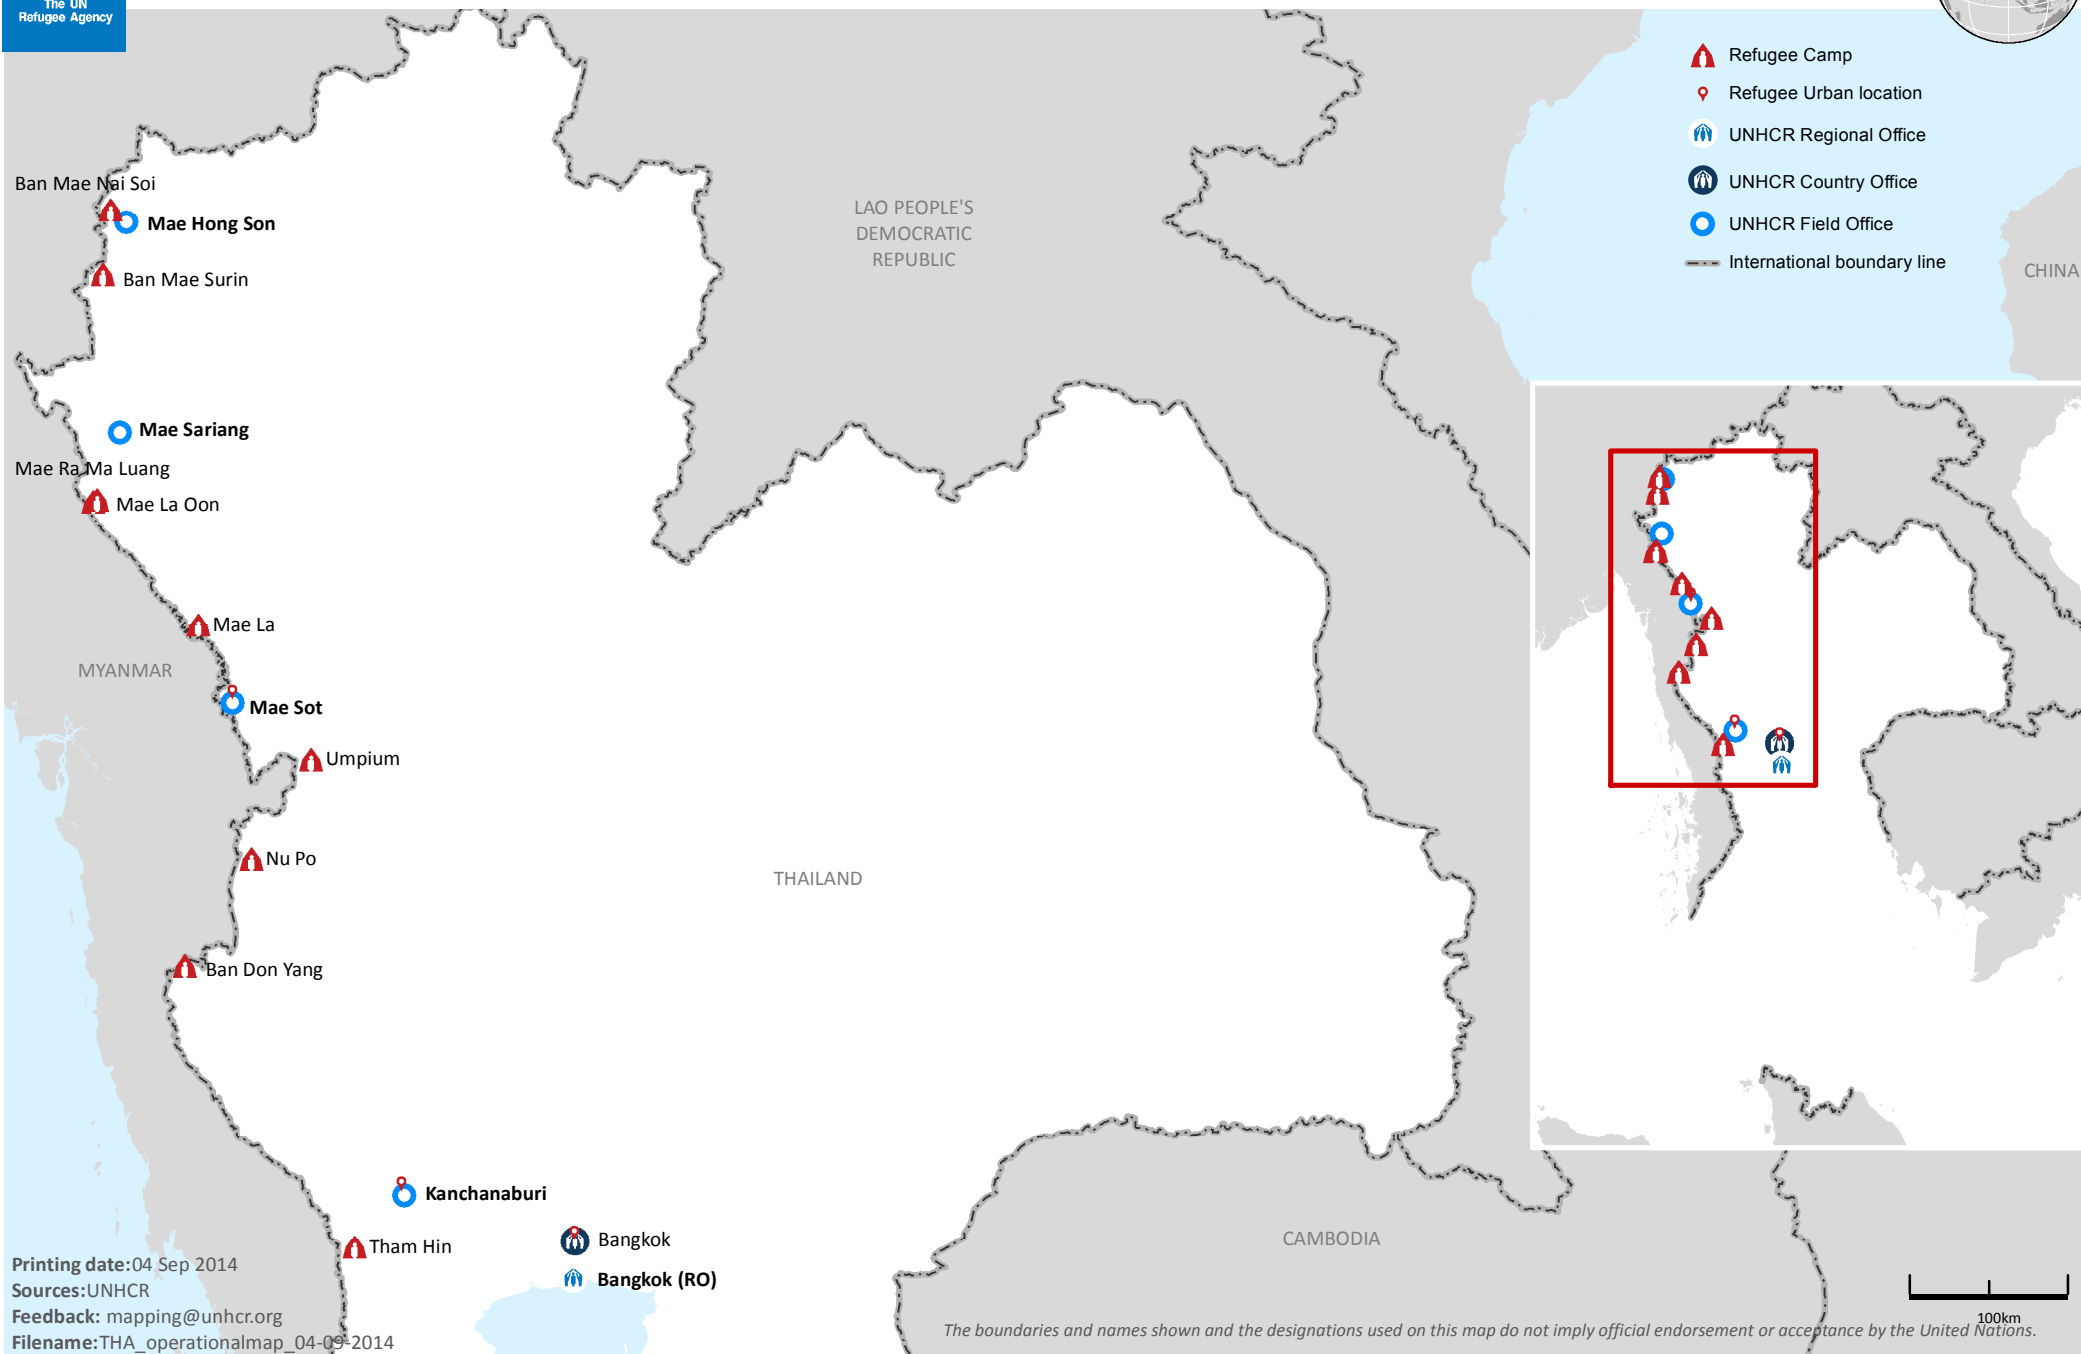 The UN
Refugee Agency
Refugee Camp
Refugee Urban location
UNHCR Regional Office
UNHCR Country Office
UNHCR Field Office
International boundary line
CHINA
Ban Mae Nai Soi
Mae Hong Son
Ban Mae Surin
LAO PEOPLE'S
DEMOCRATIC
REPUBLIC
Mae Sariang
Mae Ra Ma Luang
Mae La Oon
Mae La
MYANMAR
Mae Sot
Umpium
Nu Po
THAILAND
Ban Don Yang
Kanchanaburi
Tham Hin
Bangkok
Bangkok (RO)
CAMBODIA
Printing date:04 Sep 2014
Sources:UNHCR
Feedback: mapping@unhcr.org
Filename:THA_operationalmap_04-09-2014
100km
The boundaries and names shown and the designations used on this map do not imply official endorsement or acceptance by the United Nations.